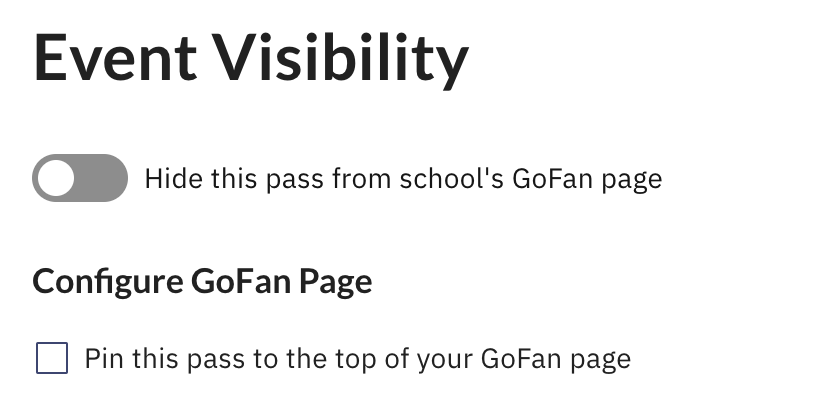 Event Visibility
Hide this pass from school's GoFan page
Configure GoFan Page
Pin this pass to the top of your GoFan page